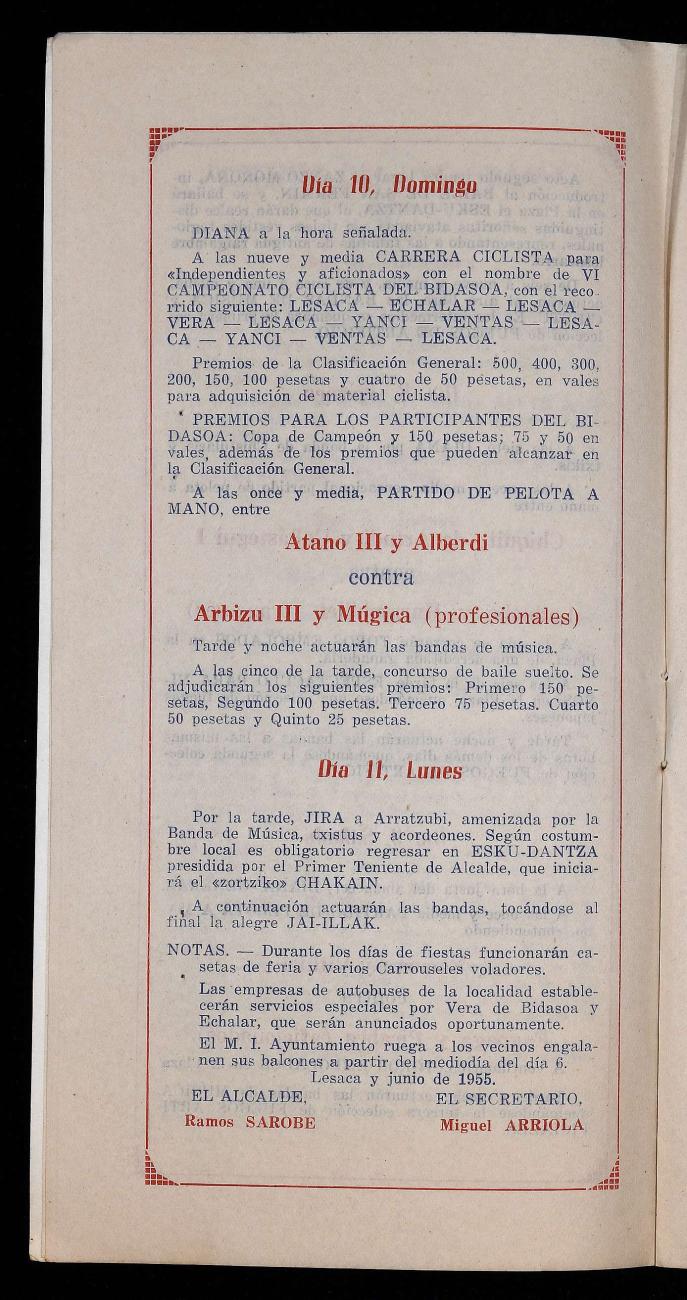 Día 10, Domingo
DIANA a la hora señalada.
A las nueve y media CARRERA CICLISTA para
«Independientes y aficionados» con el nombre de VI
CAMPEONATO CICLISTA DEL BIDASOA, con el reco-
rrido siguiente: LESACA — ECHALAR — LESACA —
VERA — LESACA — YANCI — VENTAS — LESA-
CA — YANCI — VENTAS — LESACA.
Premios de la Clasificación General: 500, 400, 300,
200, 150, 100 pesetas y cuatro de 50 pesetas, en vales
para adquisición de material ciclista.
PREMIOS PARA LOS PARTICIPANTES DEL BI-
DASOA: Copa de Campeón y 150 pesetas; 75 y 50 en
vales, además de los premios que pueden alcanzar en
la Clasificación General.
A las once y media, PARTIDO DE PELOTA A
MANO, entre
Atano III y Alberdi
contra
Arbizu III y Múgica (profesionales)
Tarde y noche actuarán las bandas de música.
A las cinco de la tarde, concurso de baile suelto. Se
adjudicarán los siguientes premios: Primero 150 pe-
setas, Segundo 100 pesetas. Tercero 75 pesetas. Cuarto
50 pesetas y Quinto 25 pesetas.
Día 11, Lunes
Por la tarde, JIRA a Arratzubi, amenizada por la
Banda de Música, txistus y acordeones. Según costum-
bre local es obligatorio regresar en ESKU-DANTZA
presidida por el Primer Teniente de Alcalde, que inicia-
rá el «zortziko» CHAKAIN.
A continuación actuarán las bandas, tocándose al
final la alegre JAI-ILLAK.
NOTAS. — Durante los días de fiestas funcionarán ca-
setas de feria y varios Carrouseles voladores.
Las empresas de autobuses de la localidad estable-
cerán servicios especiales por Vera de Bidasoa y
Echalar, que serán anunciados oportunamente.
El M. I. Ayuntamiento ruega a los vecinos engala-
nen sus balcones a partir del mediodía del día 6.
Lesaca y junio de 1955.
EL ALCALDE, EL SECRETARIO,
Ramos SAROBE Miguel ARRIOLA